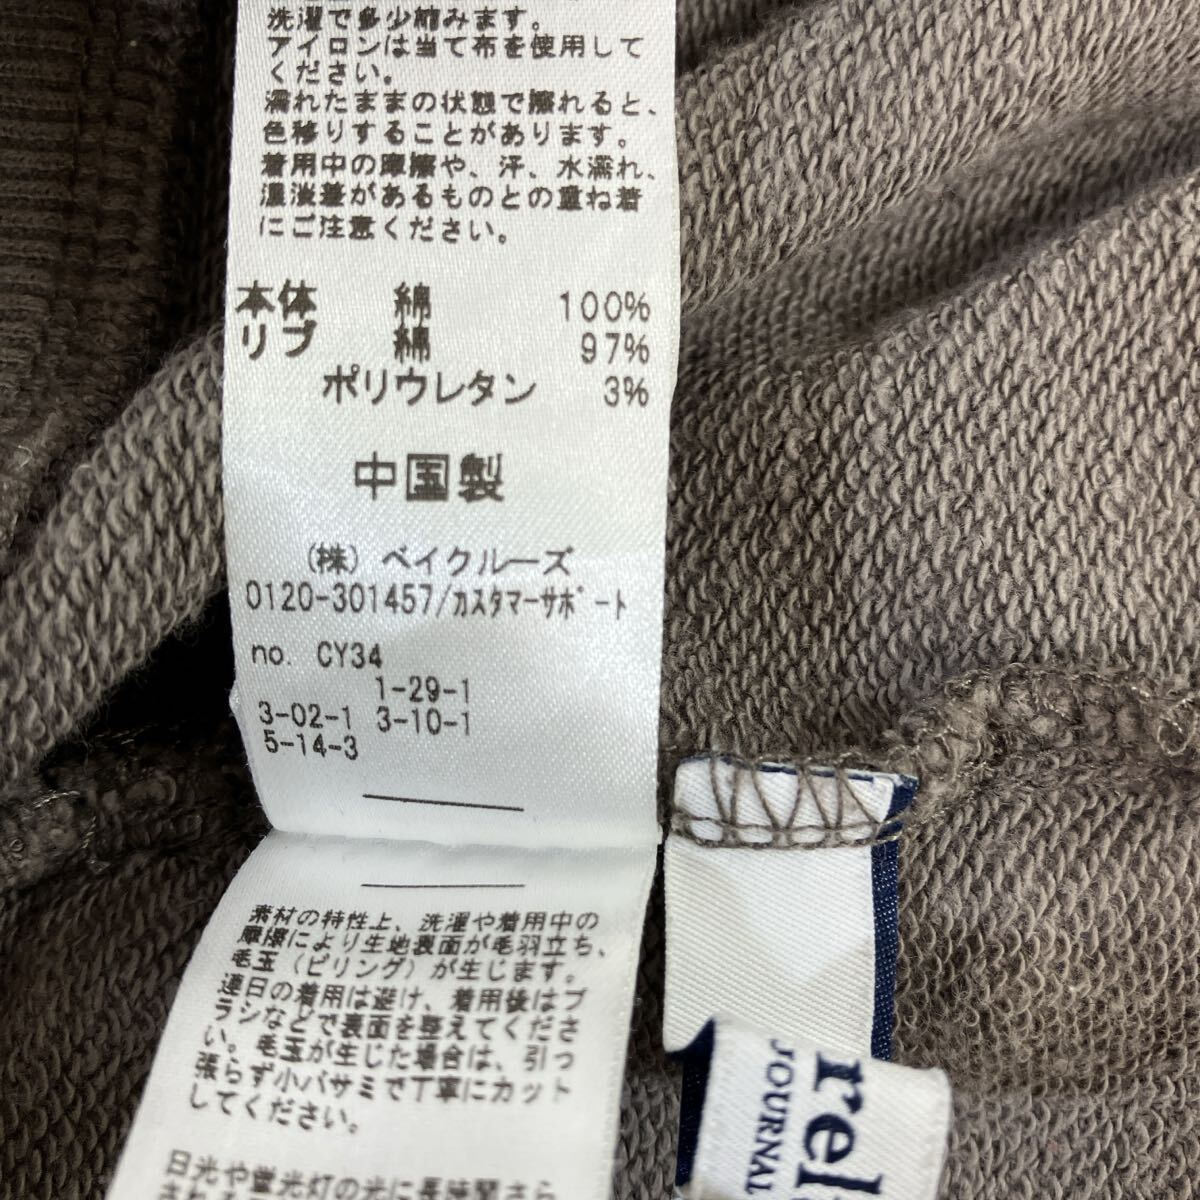 洗濯で多少縮みます。
アイロンは当て布を使用して
ください。
濡れたままの状態で擦れると、
色移りすることがあります。
着用中の摩擦や、汗、水濡れ、
濃淡差があるものとの重ね着
にご注意ください。
本体 綿 100%
リブ 綿 97%
ポリウレタン 3%
中国製
(株) ベイクルーズ
0120-301457/カスタマーサポート
no. CY34
1-29-1
3-02-1 3-10-1
5-14-3
素材の特性上、洗濯や着用中の
摩擦により生地表面が毛羽立ち、
毛玉(ピリング)が生じます。
連日の着用は避け、着用後はブ
ラシなどで表面を整えてくださ
い。毛玉が生じた場合は、引っ
張らず小バサミで丁寧にカット
してください。
日光や蛍光灯の光に長時間さら
rel
JOURNAL